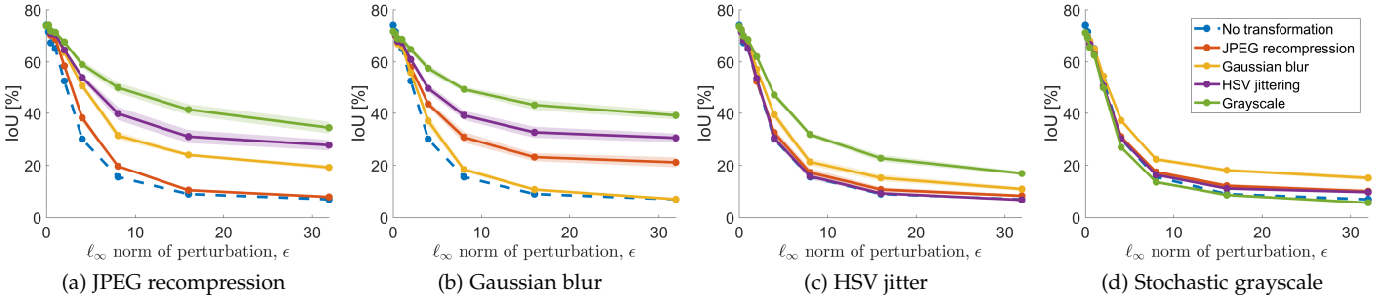 80
60
40
20
0
IoU [%]
0 10 20 30
ℓ∞ norm of perturbation, ϵ
(a) JPEG recompression
80
60
40
20
0
IoU [%]
0 10 20 30
ℓ∞ norm of perturbation, ϵ
(b) Gaussian blur
80
60
40
20
0
IoU [%]
0 10 20 30
ℓ∞ norm of perturbation, ϵ
(c) HSV jitter
80
60
40
20
0
IoU [%]
No transformation
JPEG recompression
Gaussian blur
HSV jittering
Grayscale
0 10 20 30
ℓ∞ norm of perturbation, ϵ
(d) Stochastic grayscale